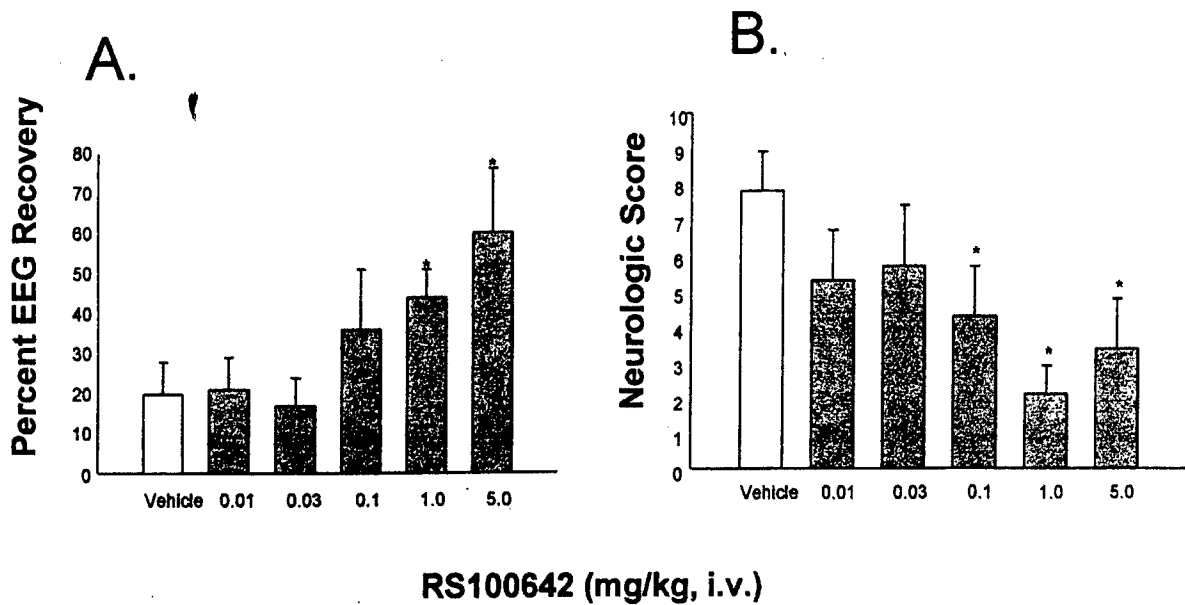 A.
Percent EEG Recovery
80
70
60
50
40
30
20
10
0
* *
Vehicle 0.01 0.03 0.1 1.0 5.0
B.
Neurologic Score
10
9
8
7
6
5
4
3
2
1
0
* * *
Vehicle 0.01 0.03 0.1 1.0 5.0
RS100642 (mg/kg, i.v.)